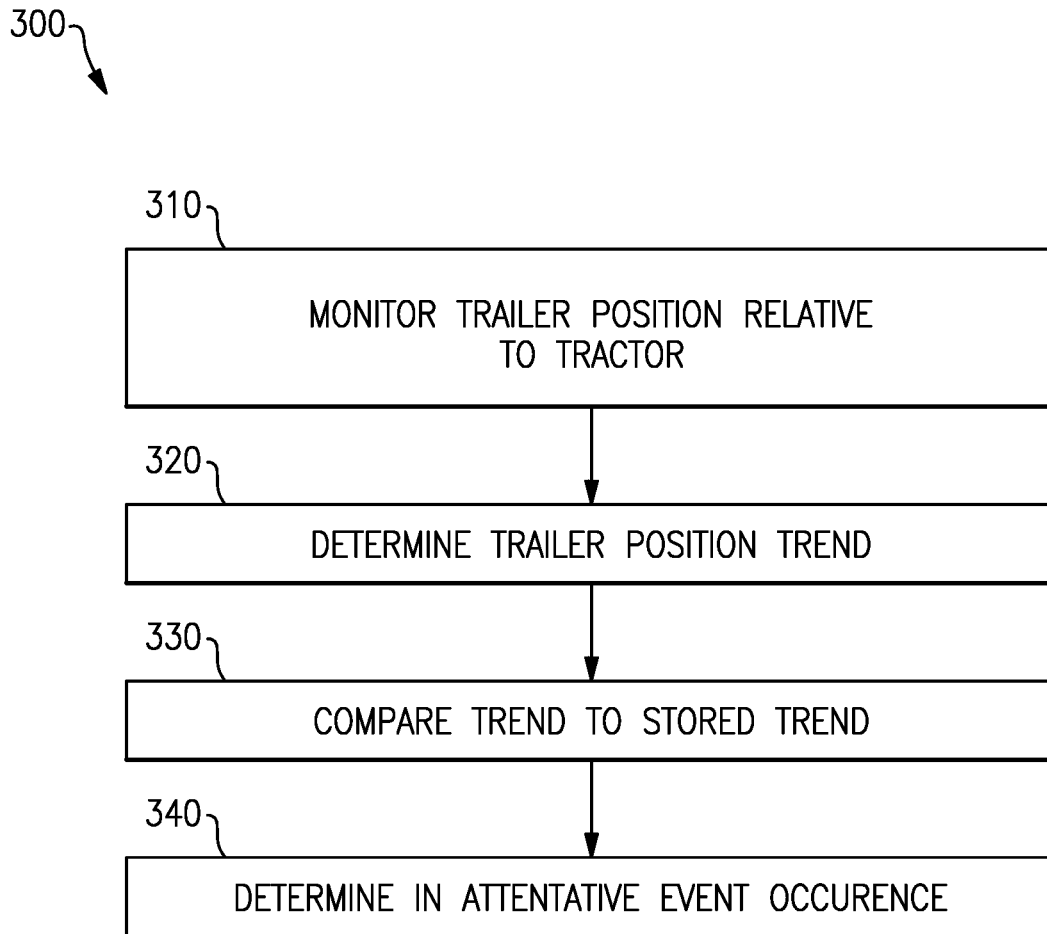 300
310
MONITOR TRAILER POSITION RELATIVE
TO TRACTOR
320
DETERMINE TRAILER POSITION TREND
330
COMPARE TREND TO STORED TREND
340
DETERMINE IN ATTENTATIVE EVENT OCCURENCE